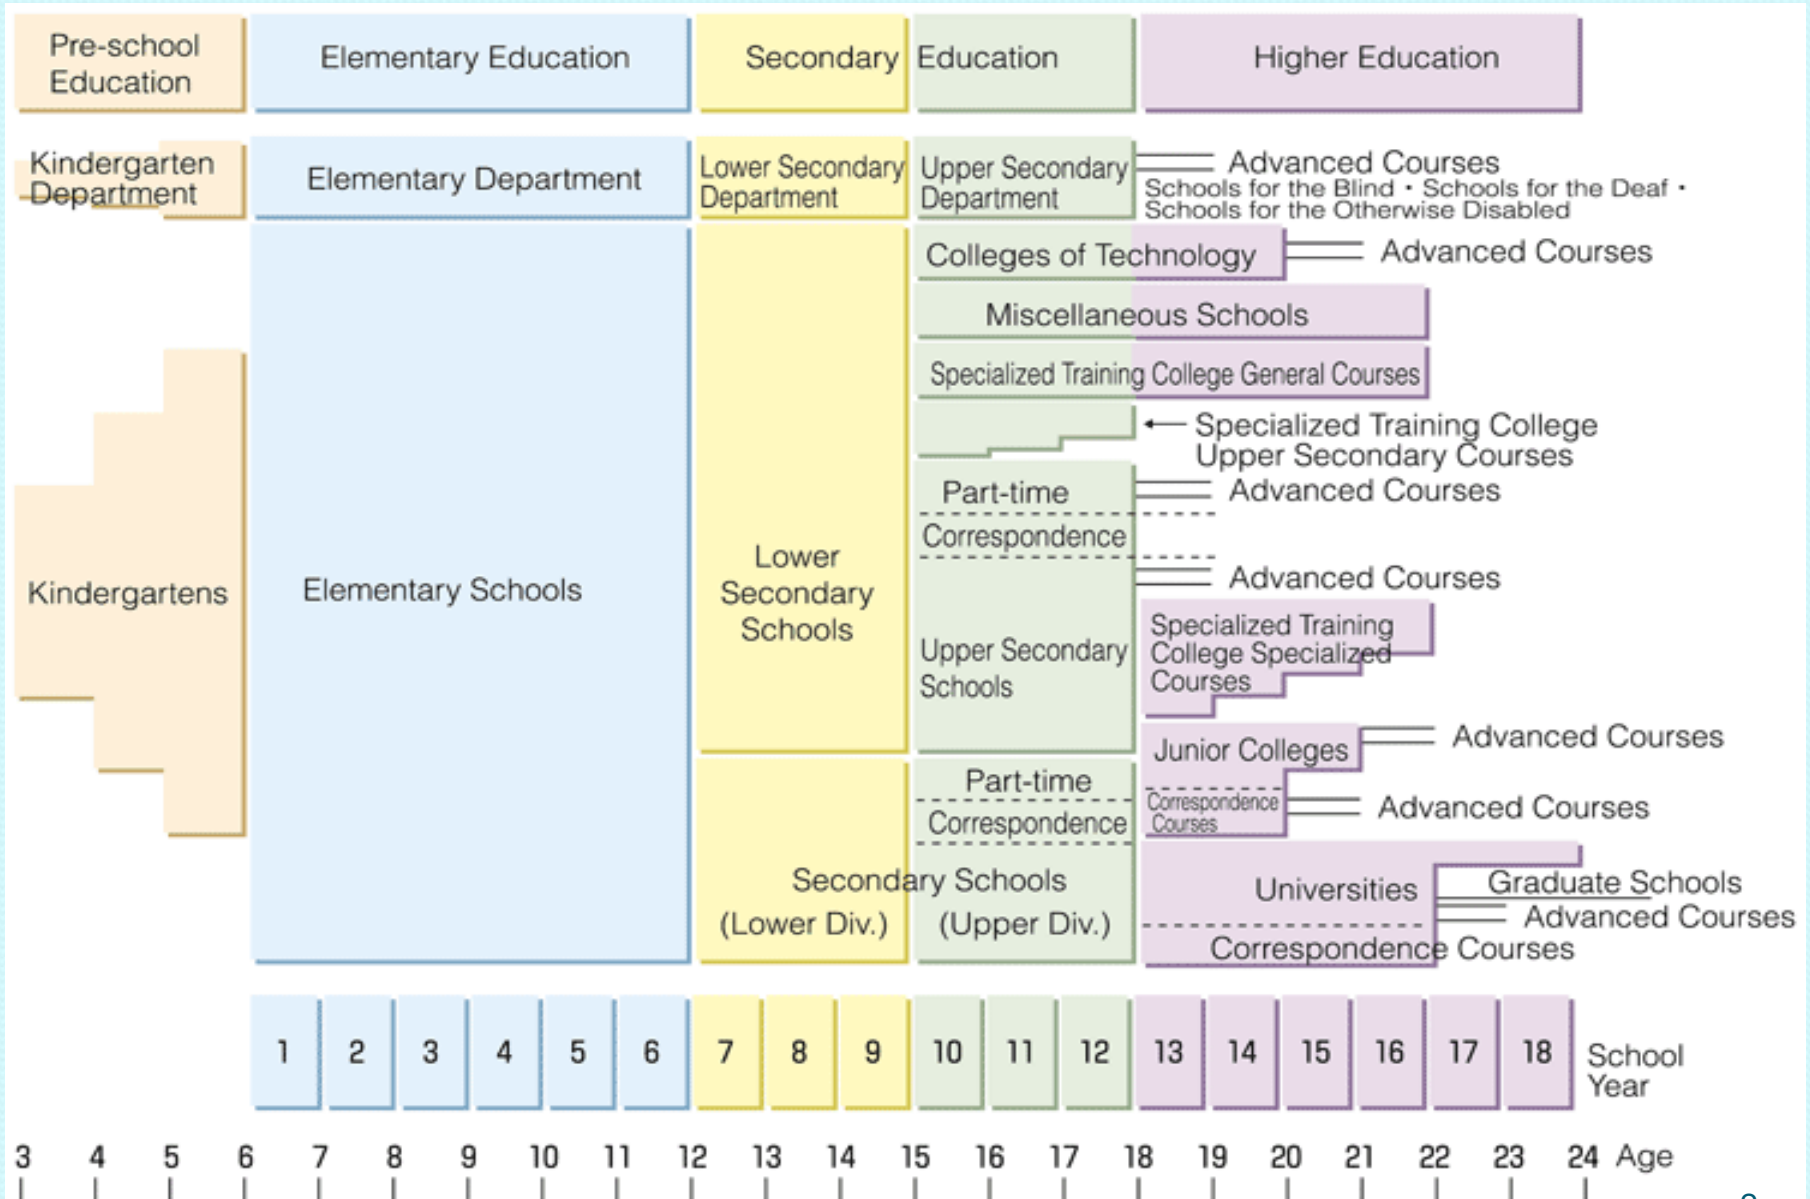 Pre-school
Education
Elementary Education
Secondary Education
Higher Education
Kindergarten
Department
Elementary Department
Lower Secondary
Department
Upper Secondary
Department
Advanced Courses
Schools for the Blind・Schools for the Deaf・
Schools for the Otherwise Disabled
Colleges of Technology
Advanced Courses
Miscellaneous Schools
Specialized Training College General Courses
Specialized Training College
Upper Secondary Courses
Part-time
Advanced Courses
Correspondence
Advanced Courses
Kindergartens
Elementary Schools
Lower
Secondary
Schools
Upper Secondary
Schools
Specialized Training
College Specialized
Courses
Junior Colleges
Advanced Courses
Correspondence
Courses
Advanced Courses
Part-time
Correspondence
Secondary Schools
(Lower Div.)
(Upper Div.)
Universities
Graduate Schools
Advanced Courses
Correspondence Courses
1 2 3 4 5 6 7 8 9 10 11 12 13 14 15 16 17 18
School
Year
3 4 5 6 7 8 9 10 11 12 13 14 15 16 17 18 19 20 21 22 23 24 Age